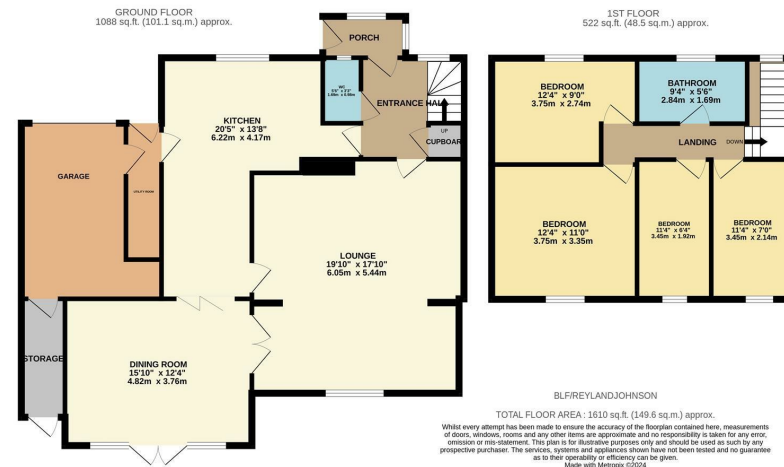 GROUND FLOOR
1088 sq.ft. (101.1 sq.m.) approx.
PORCH
WC
ENTRANCE HALL
KITCHEN
20'5" x 13'8"
6.22m x 4.17m
UP
CUPBOARD
GARAGE
UTILITY ROOM
LOUNGE
19'10" x 17'10"
6.05m x 5.44m
STORAGE
DINING ROOM
15'10" x 12'4"
4.82m x 3.76m
1ST FLOOR
522 sq.ft. (48.5 sq.m.) approx.
BEDROOM
12'4" x 9'0"
3.75m x 2.74m
BATHROOM
9'4" x 5'6"
2.84m x 1.69m
LANDING
DOWN
BEDROOM
12'4" x 11'0"
3.75m x 3.35m
BEDROOM
11'4" x 6'4"
3.45m x 1.92m
BEDROOM
11'4" x 7'0"
3.45m x 2.14m
BLF/REYLANDJOHNSON
TOTAL FLOOR AREA : 1610 sq.ft. (149.6 sq.m.) approx.
Whilst every attempt has been made to ensure the accuracy of the floorplan contained here, measurements
of doors, windows, rooms and any other items are approximate and no responsibility is taken for any error,
omission or mis-statement. This plan is for illustrative purposes only and should be used as such by any
prospective purchaser. The services, systems and appliances shown have not been tested and no guarantee
as to their operability or efficiency can be given.
Made with Metropix ©2024